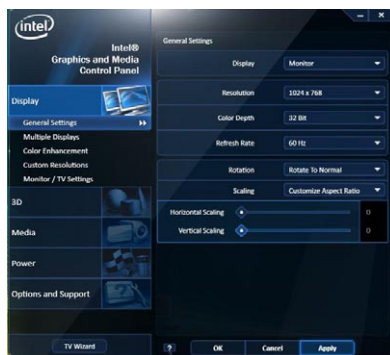 intel
Intel®
Graphics and Media
Control Panel
Display
General Settings
Multiple Displays
Color Enhancement
Custom Resolutions
Monitor / TV Settings
3D
Media
Power
Options and Support
TV Wizard
General Settings
Display Monitor
Resolution 1024 x 768
Color Depth 32 Bit
Refresh Rate 60 Hz
Rotation Rotate To Normal
Scaling Customize Aspect Ratio
Horizontal Scaling 0
Vertical Scaling 0
? OK Cancel Apply